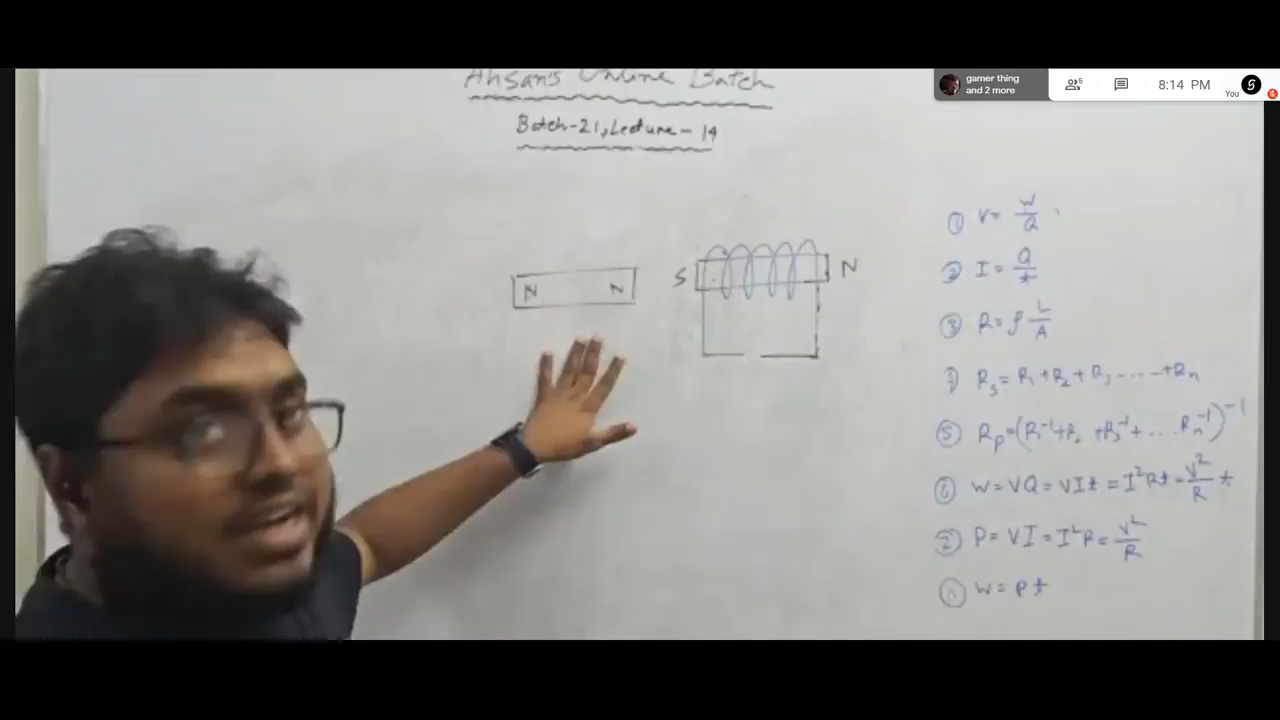 Ahsan's Online Batch
Batch-21, Lecture-14
gamer thing
and 2 more
5
8:14 PM
You
S
N N
S N
① V= W/Q
② I= Q/t
③ R=ρ L/A
④ Rs=R1+R2+R3.....+Rn
⑤ Rp=(R1^-1+R2 +R3^-1+....Rn^-1)^-1
⑥ W=VQ=VIt=I²Rt=V²/R t
⑦ P=VI=I²R=V²/R
⑧ W=Pt